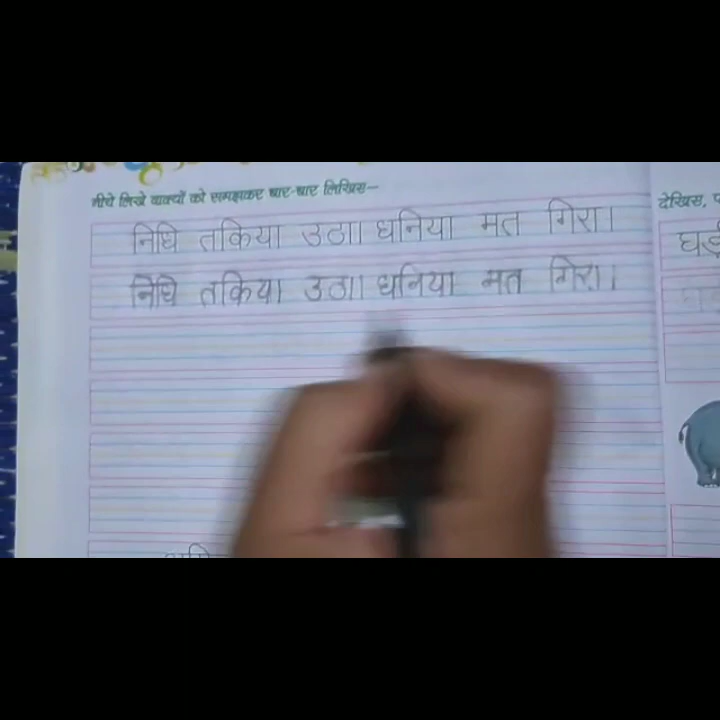 नीचे लिखे वाक्यों को समझकर बार-बार लिखिए—
निधि तकिया उठा। धनिया मत गिरा।
निधि तकिया उठा। धनिया मत गिरा।
देखिए,